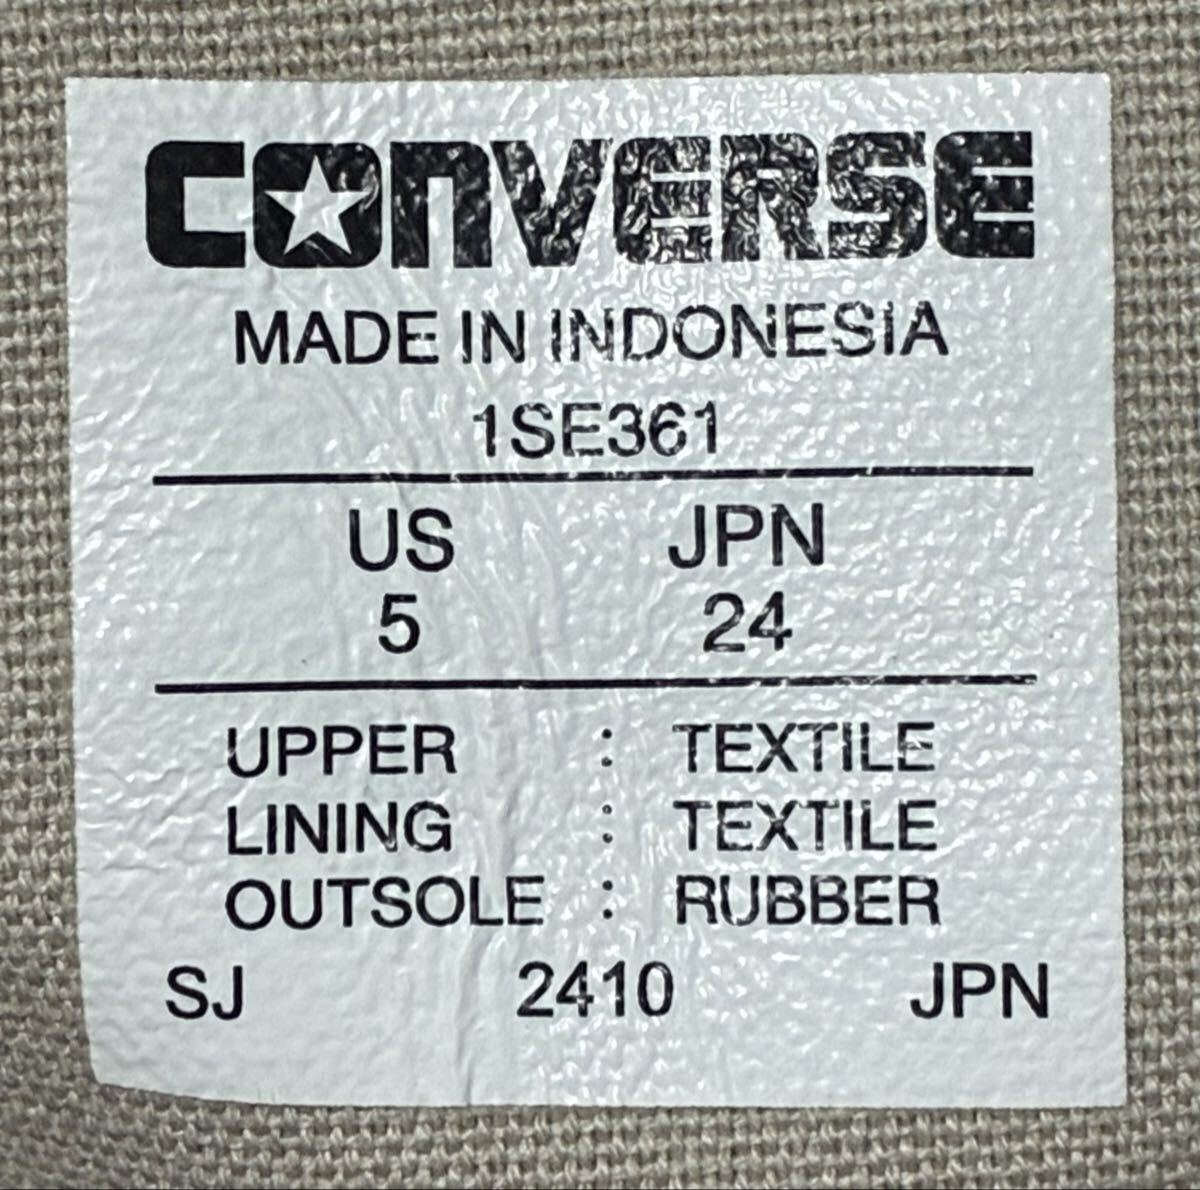 CONVERSE
MADE IN INDONESIA
1SE361
US JPN
5 24
UPPER : TEXTILE
LINING : TEXTILE
OUTSOLE : RUBBER
SJ 2410 JPN